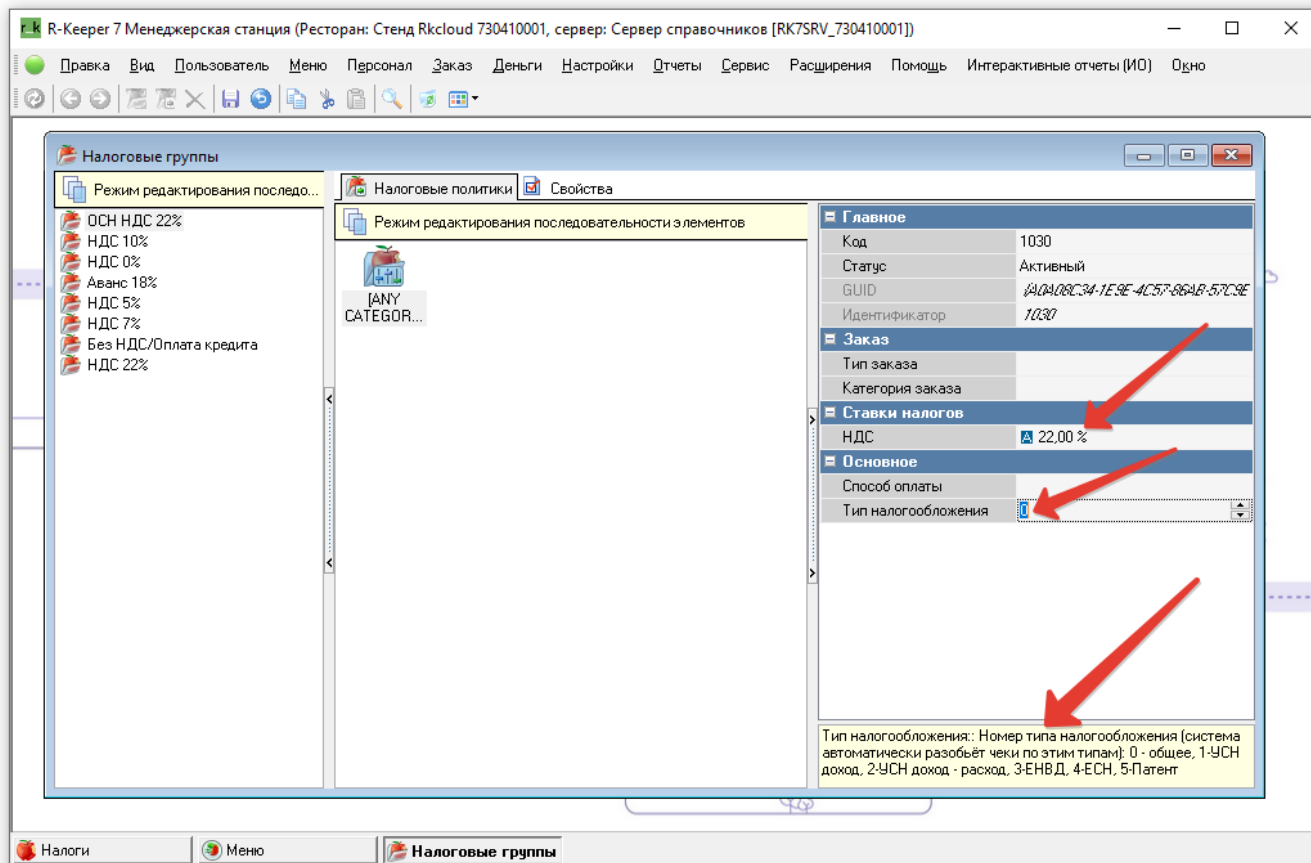 r_k R-Keeper 7 Менеджерская станция (Ресторан: Стенд Rkcloud 730410001, сервер: Сервер справочников [RK7SRV_730410001])
Правка Вид Пользователь Меню Персонал Заказ Деньги Настройки Отчеты Сервис Расширения Помощь Интерактивные отчеты (ИО) Окно
Налоговые группы
Режим редактирования последо...
ОСН НДС 22%
НДС 10%
НДС 0%
Аванс 18%
НДС 5%
НДС 7%
Без НДС/Оплата кредита
НДС 22%
Налоговые политики Свойства
Режим редактирования последовательности элементов
[ANY
CATEGOR...
Главное
Код 1030
Статус Активный
GUID {A0A08C34-1E9E-4C57-86AB-57C9E
Идентификатор 1030
Заказ
Тип заказа
Категория заказа
Ставки налогов
НДС A 22,00 %
Основное
Способ оплаты
Тип налогообложения 0
Тип налогообложения:: Номер типа налогообложения (система
автоматически разобьёт чеки по этим типам): 0 - общее, 1-УСН
доход, 2-УСН доход - расход, 3-ЕНВД, 4-ЕСН, 5-Патент
Налоги Меню Налоговые группы